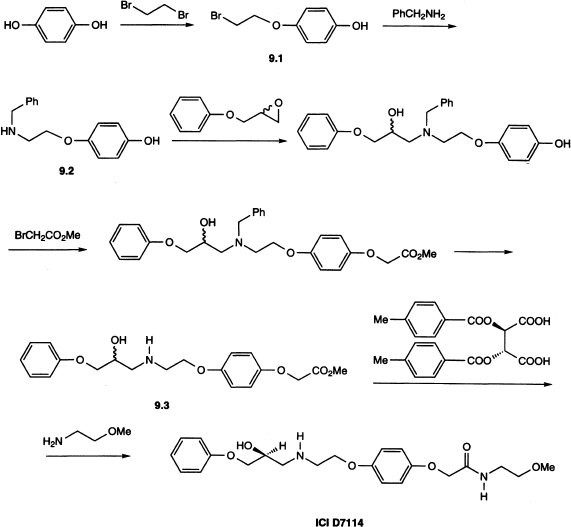 HO OH
Br Br
Br O OH
9.1
PhCH2NH2
Ph
HN O OH
9.2
O O
OH Ph
O N O OH
BrCH2CO2Me
OH Ph
O N O O CO2Me
OH H
O N O O CO2Me
9.3
Me COO COOH
Me COO COOH
H2N OMe
HO H H
O N O O O N H OMe
ICI D7114